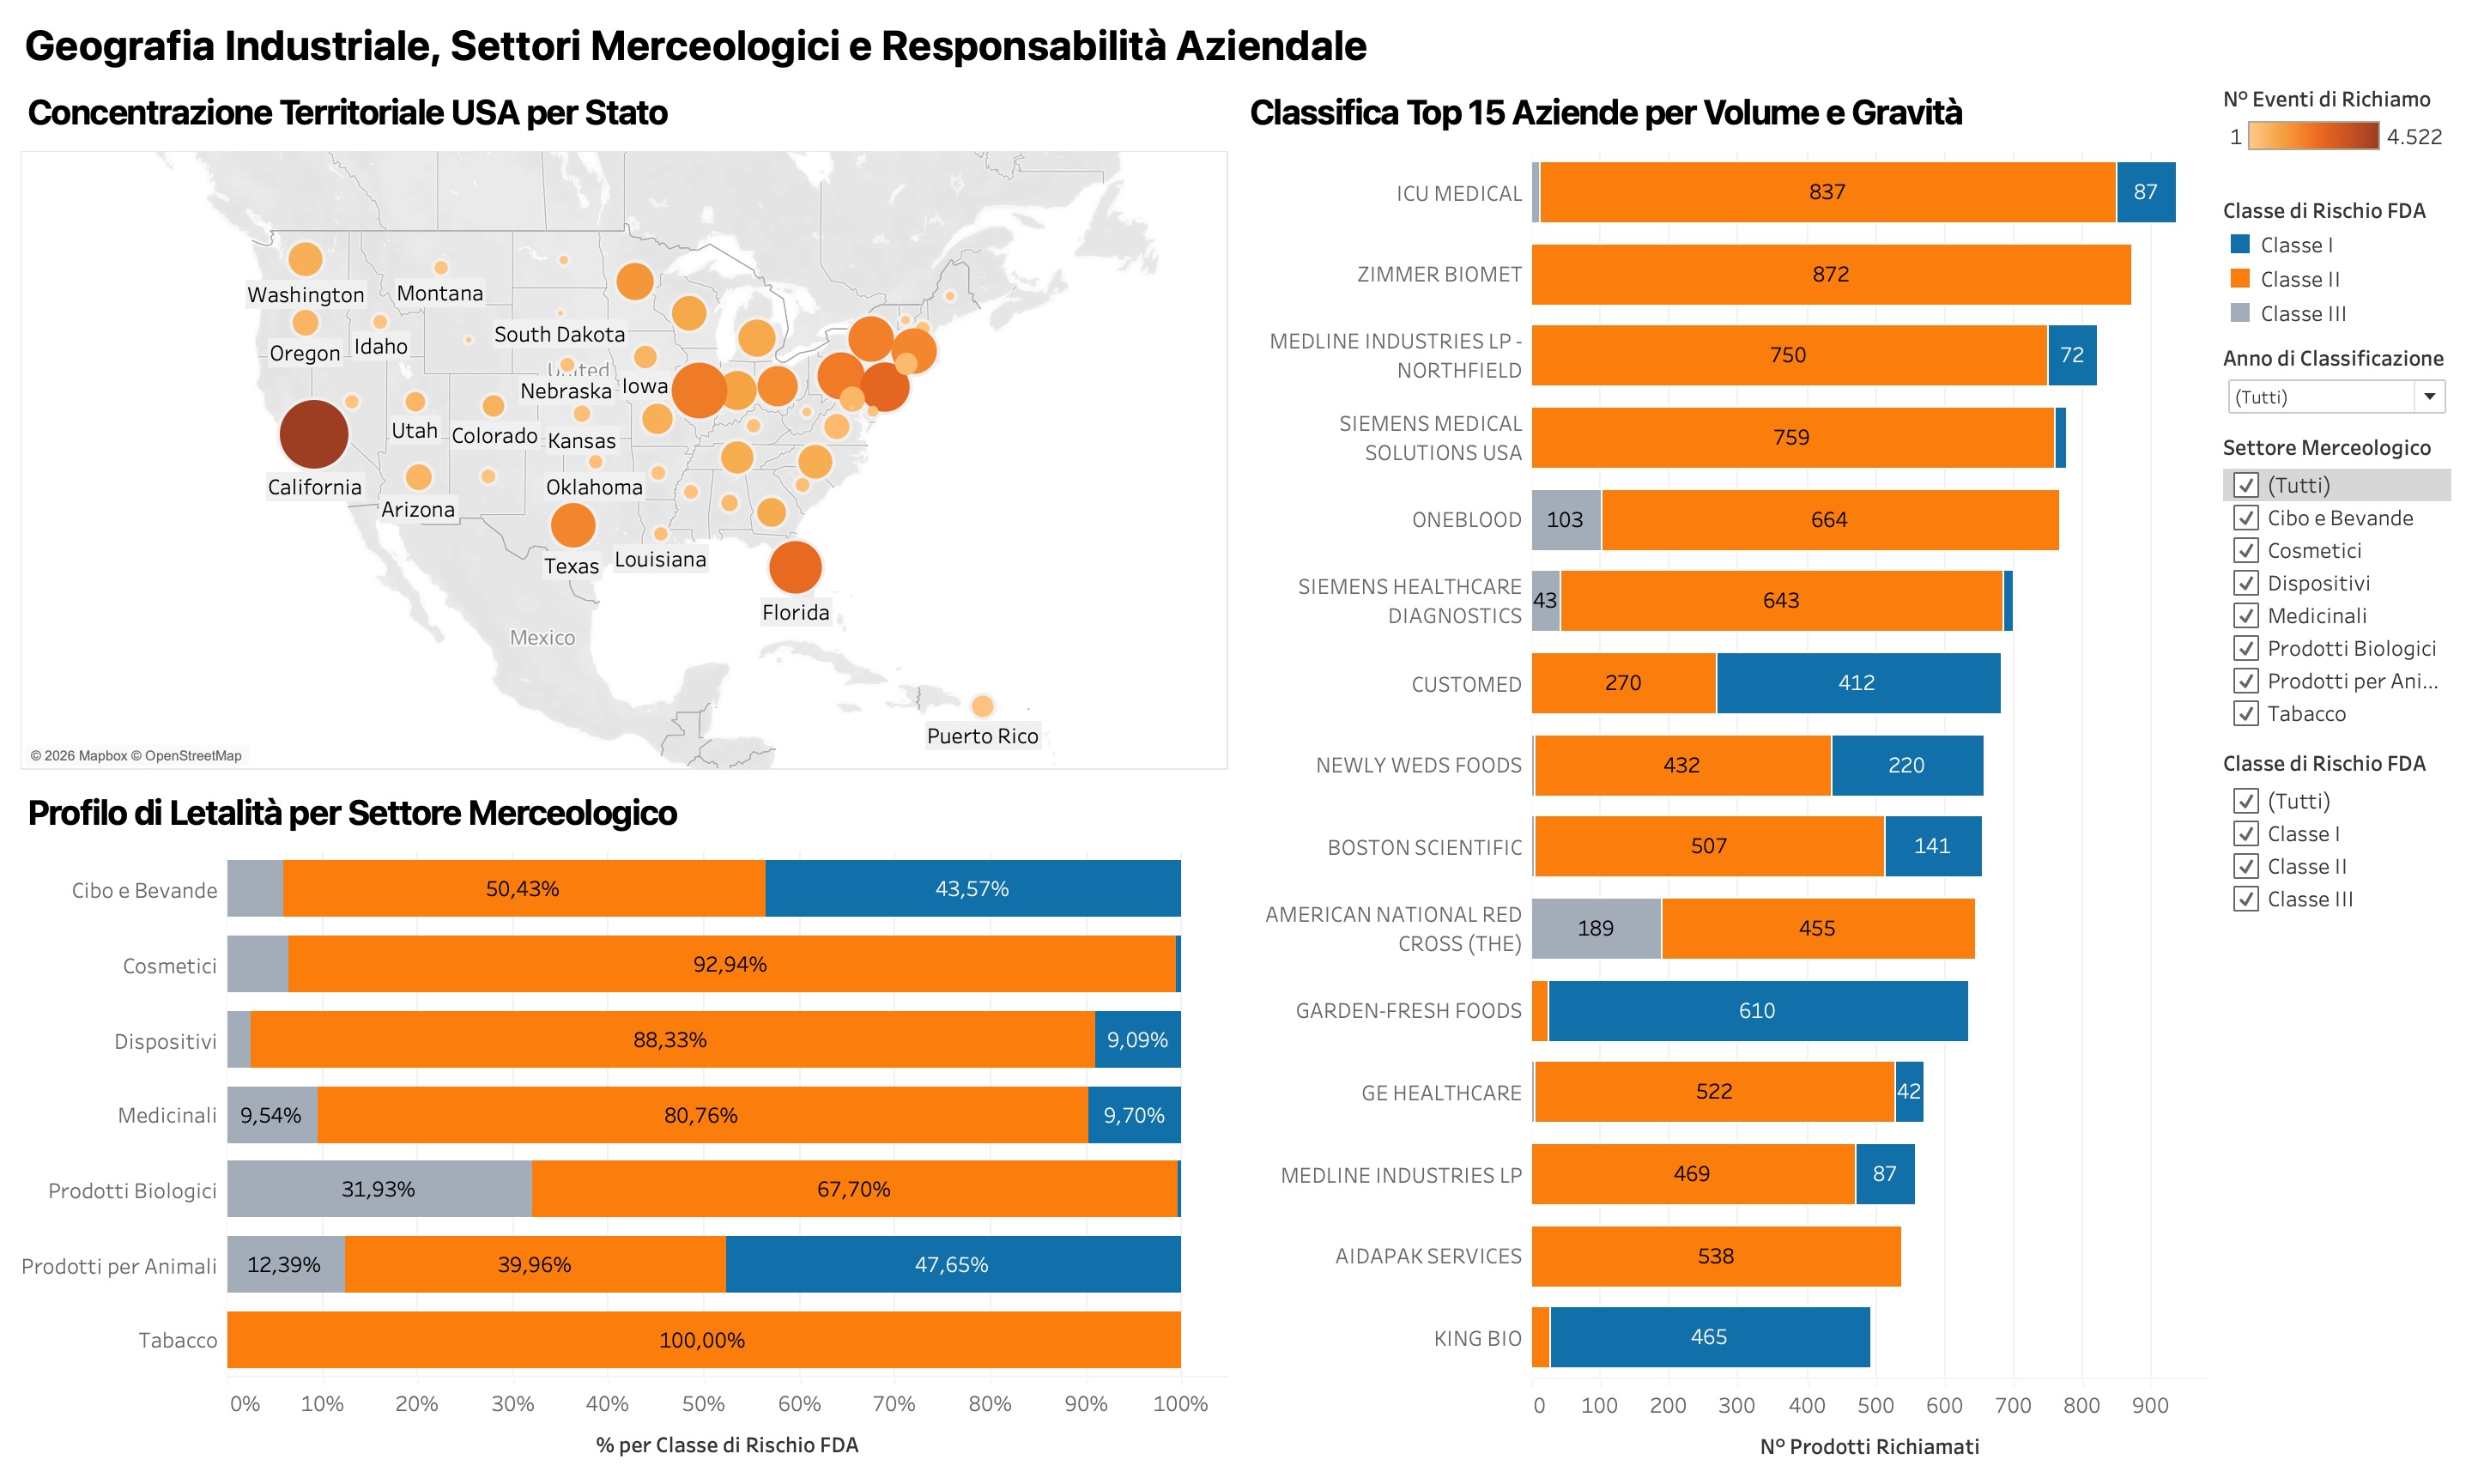 Geografia Industriale, Settori Merceologici e Responsabilità Aziendale
Concentrazione Territoriale USA per Stato
Washington
Montana
Oregon
Idaho
South Dakota
United
Nebraska
Iowa
Utah
Colorado
Kansas
California
Arizona
Oklahoma
Texas
Louisiana
Florida
Mexico
Puerto Rico
© 2026 Mapbox © OpenStreetMap
Profilo di Letalità per Settore Merceologico
Cibo e Bevande
50,43%
43,57%
Cosmetici
92,94%
Dispositivi
88,33%
9,09%
Medicinali
9,54%
80,76%
9,70%
Prodotti Biologici
31,93%
67,70%
Prodotti per Animali
12,39%
39,96%
47,65%
Tabacco
100,00%
0% 10% 20% 30% 40% 50% 60% 70% 80% 90% 100%
% per Classe di Rischio FDA
Classifica Top 15 Aziende per Volume e Gravità
ICU MEDICAL
837
87
ZIMMER BIOMET
872
MEDLINE INDUSTRIES LP -
NORTHFIELD
750
72
SIEMENS MEDICAL
SOLUTIONS USA
759
ONEBLOOD
103
664
SIEMENS HEALTHCARE
DIAGNOSTICS
43
643
CUSTOMED
270
412
NEWLY WEDS FOODS
432
220
BOSTON SCIENTIFIC
507
141
AMERICAN NATIONAL RED
CROSS (THE)
189
455
GARDEN-FRESH FOODS
610
GE HEALTHCARE
522
42
MEDLINE INDUSTRIES LP
469
87
AIDAPAK SERVICES
538
KING BIO
465
0 100 200 300 400 500 600 700 800 900
N° Prodotti Richiamati
N° Eventi di Richiamo
1 4.522
Classe di Rischio FDA
Classe I
Classe II
Classe III
Anno di Classificazione
(Tutti)
Settore Merceologico
(Tutti)
Cibo e Bevande
Cosmetici
Dispositivi
Medicinali
Prodotti Biologici
Prodotti per Ani...
Tabacco
Classe di Rischio FDA
(Tutti)
Classe I
Classe II
Classe III